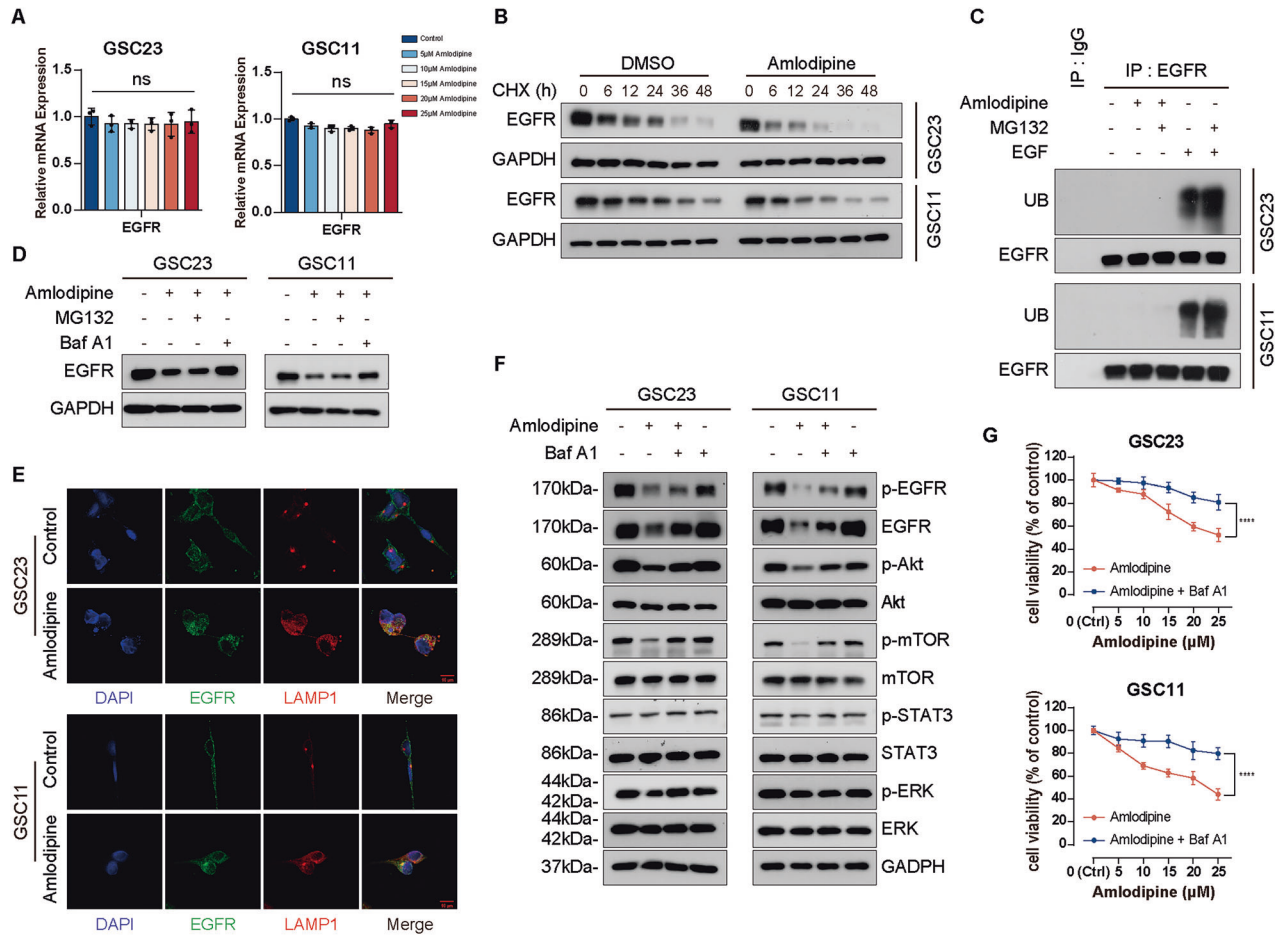 A
GSC23
GSC11
Control
5μM Amlodipine
10μM Amlodipine
15μM Amlodipine
20μM Amlodipine
25μM Amlodipine
Relative mRNA Expression
1.5
1.0
0.5
0.0
ns
EGFR
Relative mRNA Expression
1.5
1.0
0.5
0.0
ns
EGFR
B
DMSO Amlodipine
CHX (h) 0 6 12 24 36 48 0 6 12 24 36 48
EGFR
GAPDH
GSC23
EGFR
GAPDH
GSC11
C
IP : IgG
IP : EGFR
Amlodipine - - + + - -
MG132 - - - + - +
EGF - - - - + +
UB
EGFR
GSC23
UB
EGFR
GSC11
D
GSC23 GSC11
Amlodipine - + + + - + + +
MG132 - - + - - - + -
Baf A1 - - - + - - - +
EGFR
GAPDH
E
GSC23
Control
Amlodipine
10 μm
DAPI EGFR LAMP1 Merge
GSC11
Control
Amlodipine
10 μm
DAPI EGFR LAMP1 Merge
F
GSC23 GSC11
Amlodipine - + + - - + + -
Baf A1 - - + + - - + +
170kDa- p-EGFR
170kDa- EGFR
60kDa- p-Akt
60kDa- Akt
289kDa- p-mTOR
289kDa- mTOR
86kDa- p-STAT3
86kDa- STAT3
44kDa-
42kDa- p-ERK
44kDa-
42kDa- ERK
37kDa- GADPH
G
GSC23
cell viability (% of control)
120
100
80
60
40
20
0
****
Amlodipine
Amlodipine + Baf A1
0 (Ctrl) 5 10 15 20 25
Amlodipine (μM)
GSC11
cell viability (% of control)
120
100
80
60
40
20
0
****
Amlodipine
Amlodipine + Baf A1
0 (Ctrl) 5 10 15 20 25
Amlodipine (μM)